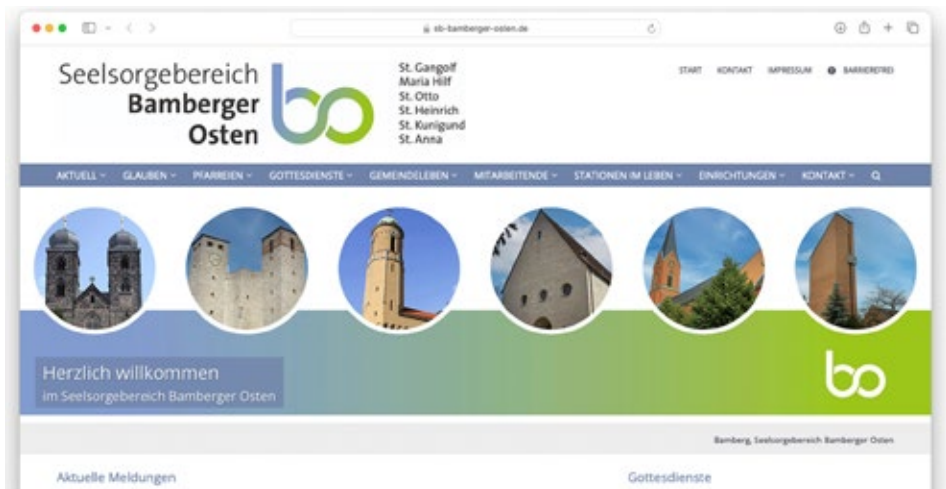 sb-bamberger-osten.de
Seelsorgebereich
Bamberger
Osten
bo
St. Gangolf
Maria Hilf
St. Otto
St. Heinrich
St. Kunigund
St. Anna
START KONTAKT IMPRESSUM BARRIEREFREI
AKTUELL GLAUBEN PFARREIEN GOTTESDIENSTE GEMEINDELEBEN MITARBEITENDE STATIONEN IM LEBEN EINRICHTUNGEN KONTAKT
Herzlich willkommen
im Seelsorgebereich Bamberger Osten
bo
Bamberg, Seelsorgebereich Bamberger Osten
Aktuelle Meldungen
Gottesdienste